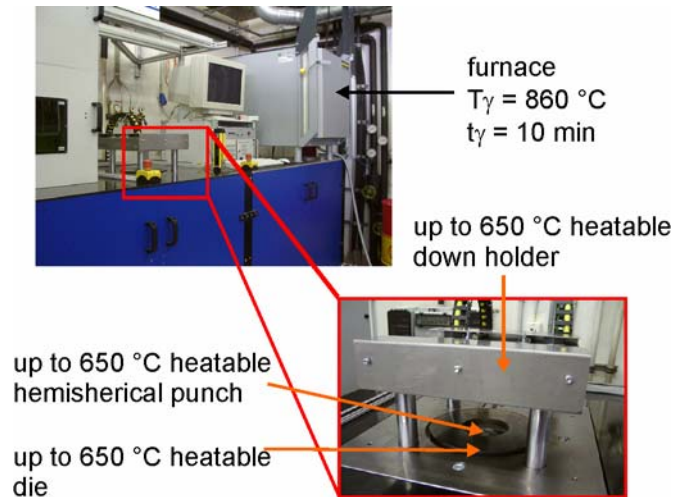 furnace
Tγ = 860 °C
tγ = 10 min
up to 650 °C heatable
down holder
up to 650 °C heatable
hemisherical punch
up to 650 °C heatable
die